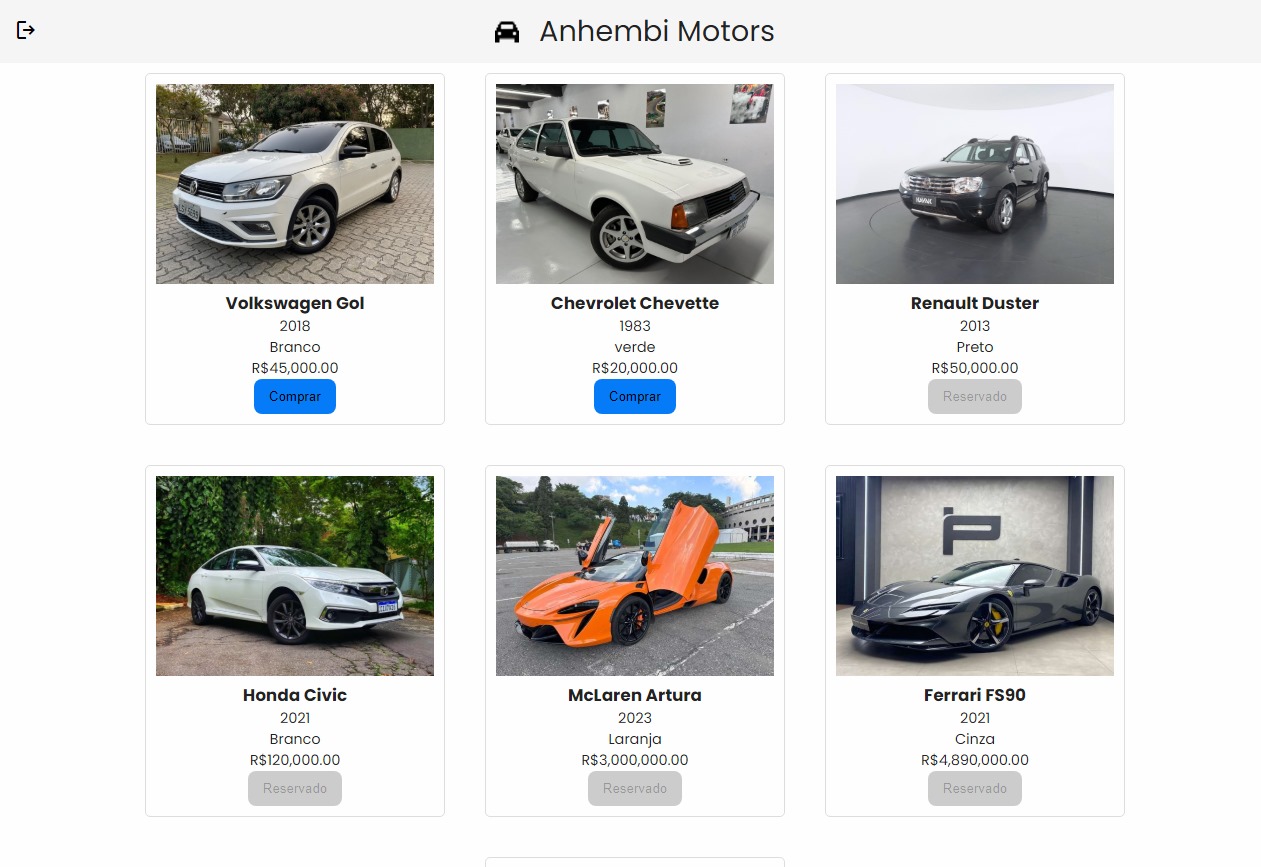 Anhembi Motors
Volkswagen Gol
2018
Branco
R$45,000.00
Comprar
Chevrolet Chevette
1983
verde
R$20,000.00
Comprar
KAVAK
Renault Duster
2013
Preto
R$50,000.00
Reservado
Honda Civic
2021
Branco
R$120,000.00
Reservado
McLaren Artura
2023
Laranja
R$3,000,000.00
Reservado
Ferrari FS90
2021
Cinza
R$4,890,000.00
Reservado